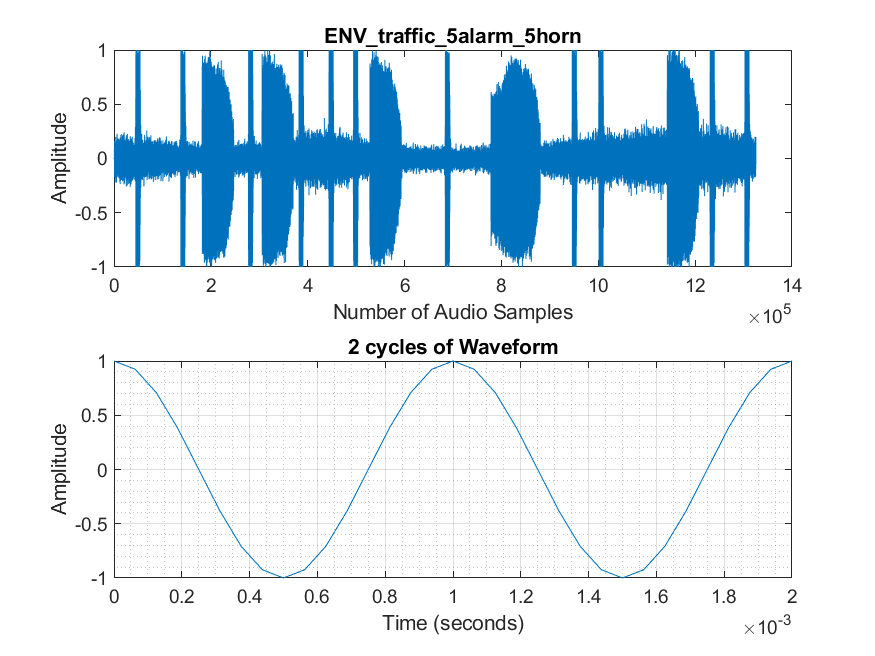 ENV_traffic_5alarm_5horn
1
0.5
0
-0.5
-1
Amplitude
0 2 4 6 8 10 12 14
Number of Audio Samples
×10^5
2 cycles of Waveform
1
0.5
0
-0.5
-1
Amplitude
0 0.2 0.4 0.6 0.8 1 1.2 1.4 1.6 1.8 2
Time (seconds)
×10^-3